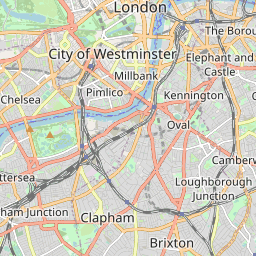 London
City of Westminster
The Boroug
Millbank
Elephant and
Castle
Pimlico
Kennington
Chelsea
Oval
Camberw
ttersea
Loughborough
Junction
ham Junction
Clapham
Brixton